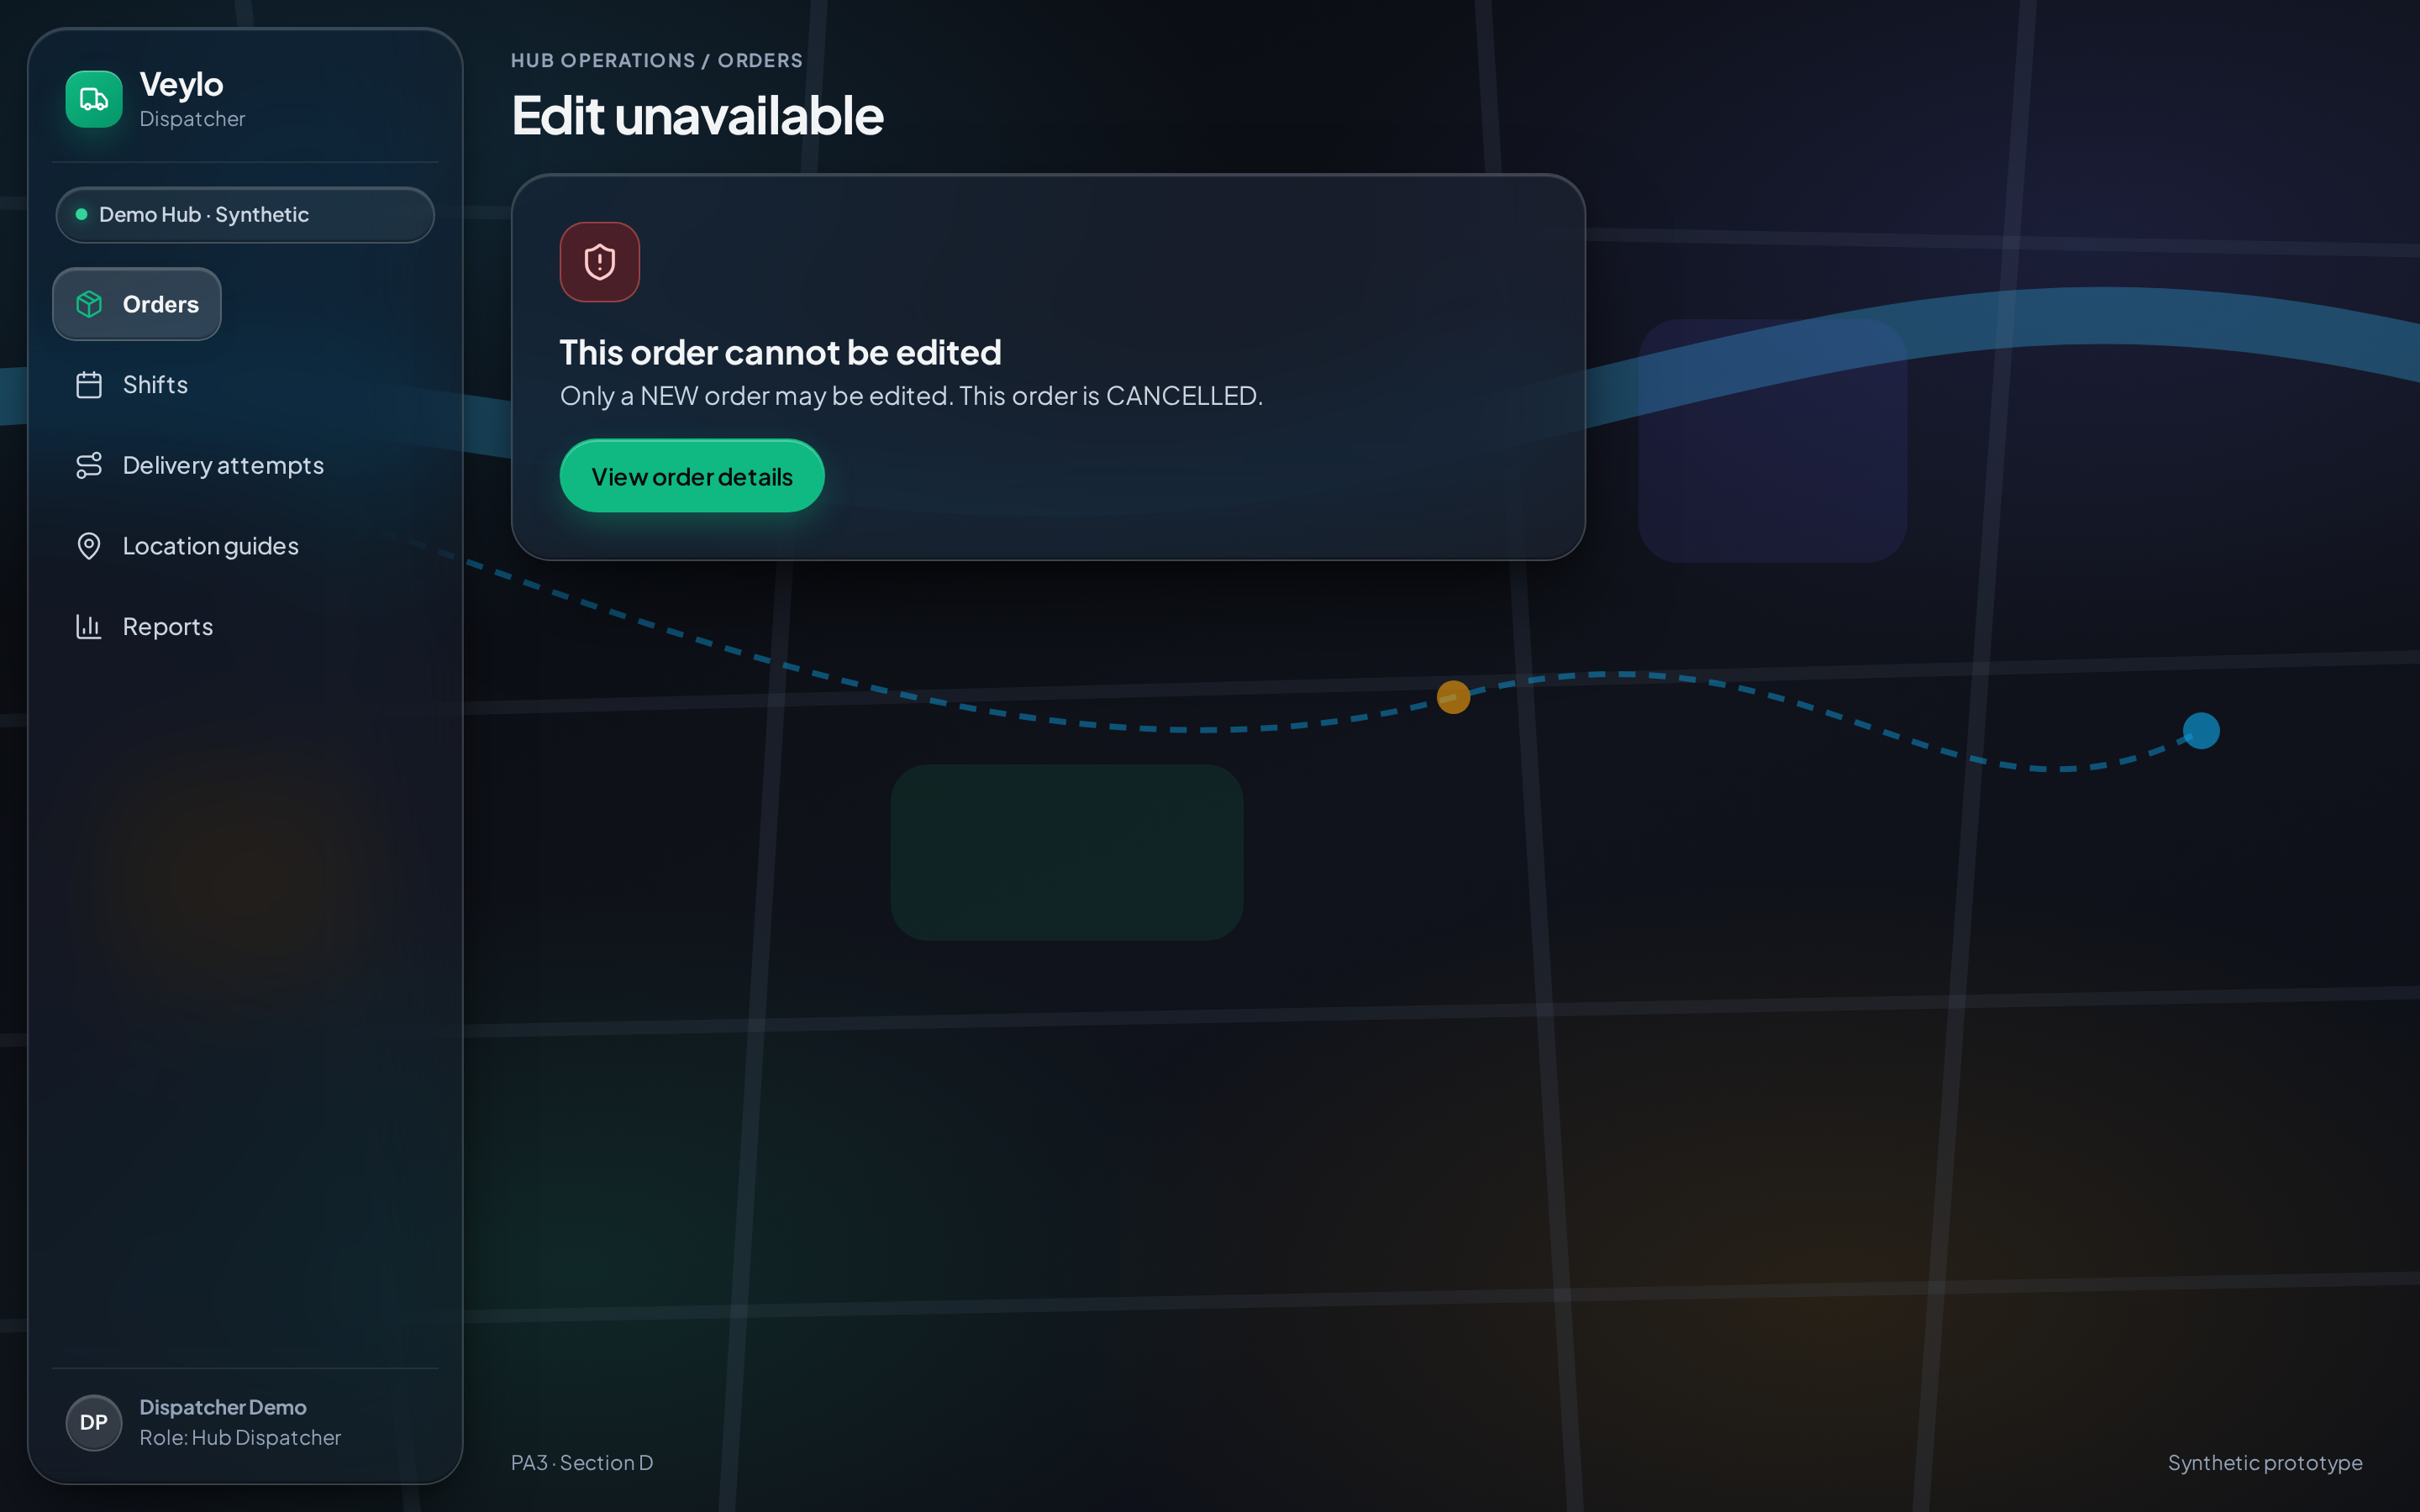 Veylo
Dispatcher
Demo Hub · Synthetic
Orders
Shifts
Delivery attempts
Location guides
Reports
DP
Dispatcher Demo
Role: Hub Dispatcher
HUB OPERATIONS / ORDERS
Edit unavailable
This order cannot be edited
Only a NEW order may be edited. This order is CANCELLED.
View order details
PA3 · Section D
Synthetic prototype